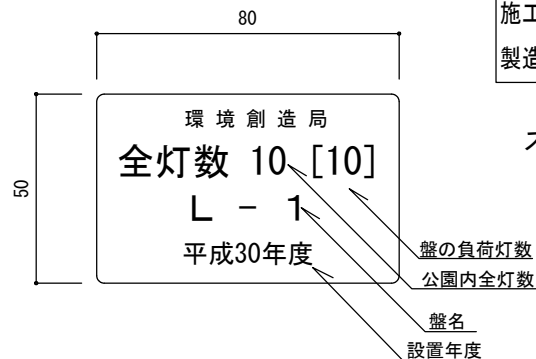 80
施工
製造
50
環境創造局
全灯数 10 [10]
L - 1
平成30年度
盤の負荷灯数
公園内全灯数
盤名
設置年度